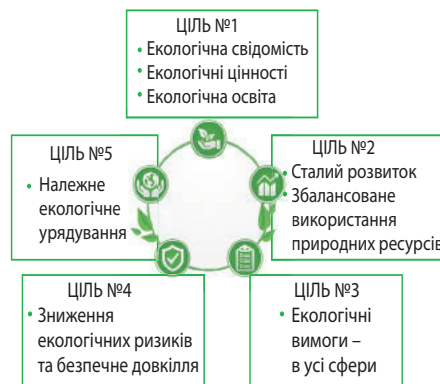 ЦІЛЬ №1
• Екологічна свідомість
• Екологічні цінності
• Екологічна освіта
ЦІЛЬ №2
• Сталий розвиток
• Збалансоване
використання
природних ресурсів
ЦІЛЬ №3
• Екологічні
вимоги –
в усі сфери
ЦІЛЬ №4
• Зниження
екологічних ризиків
та безпечне довкілля
ЦІЛЬ №5
• Належне
екологічне
урядування